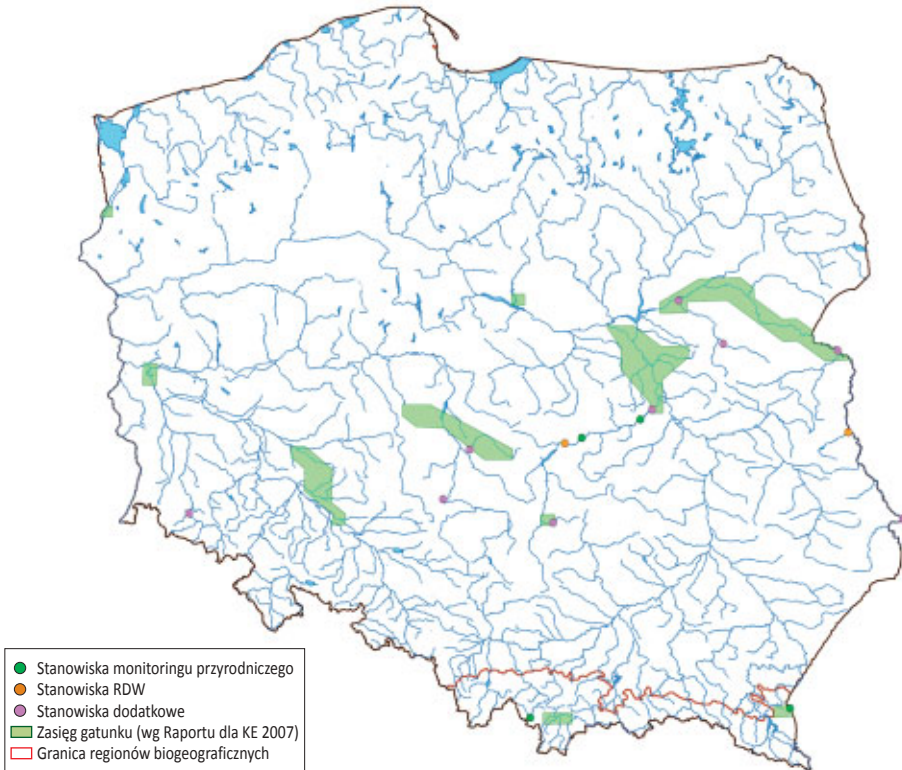 Stanowiska monitoringu przyrodniczego
Stanowiska RDW
Stanowiska dodatkowe
Zasięg gatunku (wg Raportu dla KE 2007)
Granica regionów biogeograficznych